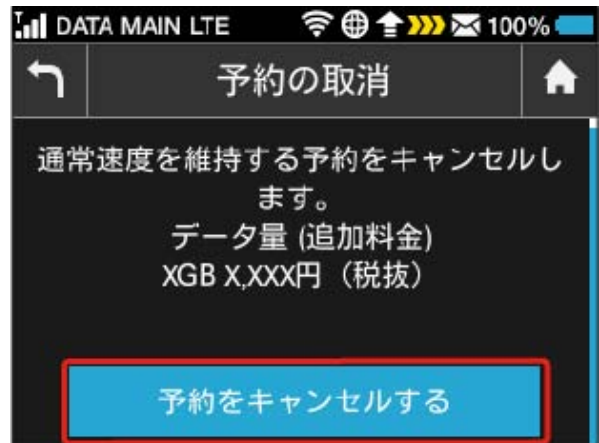 DATA MAIN LTE 100%
予約の取消
通常速度を維持する予約をキャンセルし
ます。
データ量 (追加料金)
XGB X,XXX円（税抜）
予約をキャンセルする